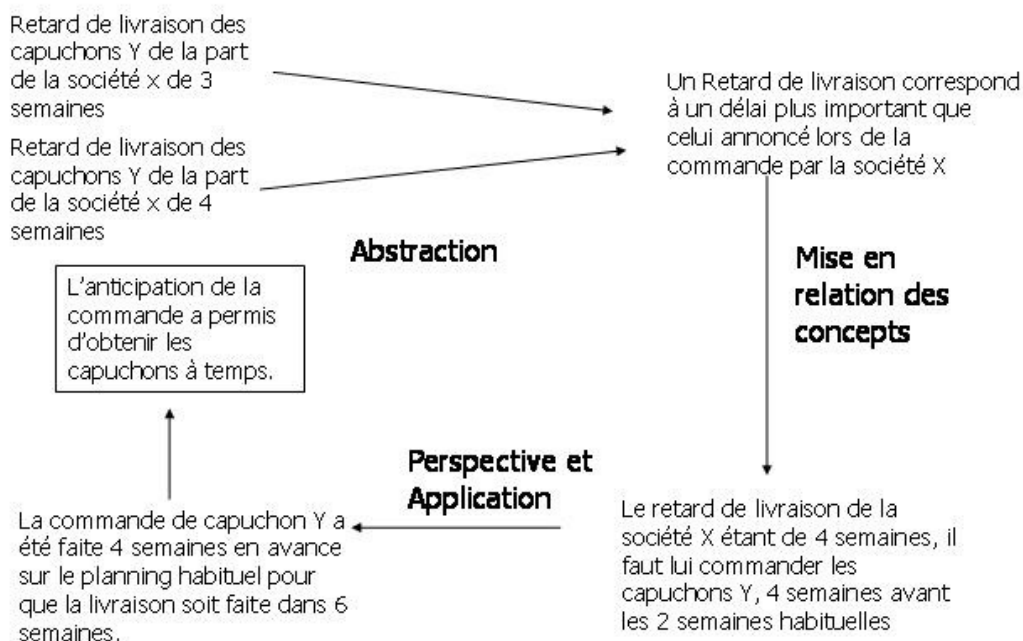 Retard de livraison des
capuchons Y de la part
de la société x de 3
semaines
Retard de livraison des
capuchons Y de la part
de la société x de 4
semaines
Un Retard de livraison correspond
à un délai plus important que
celui annoncé lors de la
commande par la société X
Abstraction
Mise en
relation des
concepts
L'anticipation de la
commande a permis
d'obtenir les
capuchons à temps.
Perspective et
Application
La commande de capuchon Y a
été faite 4 semaines en avance
sur le planning habituel pour
que la livraison soit faite dans 6
semaines.
Le retard de livraison de la
société X étant de 4 semaines, il
faut lui commander les
capuchons Y, 4 semaines avant
les 2 semaines habituelles